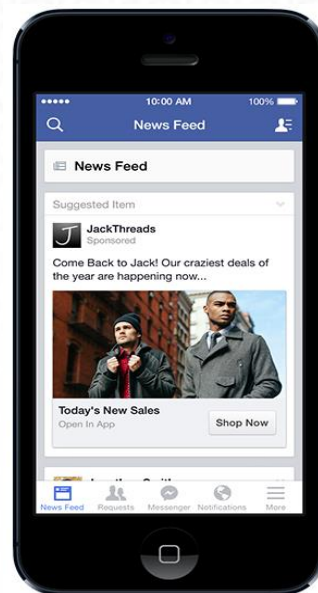 10:00 AM 100%
News Feed
News Feed
Suggested Item
J JackThreads
Sponsored
Come Back to Jack! Our craziest deals of
the year are happening now...
Today's New Sales
Open In App
Shop Now
News Feed Requests Messenger Notifications More